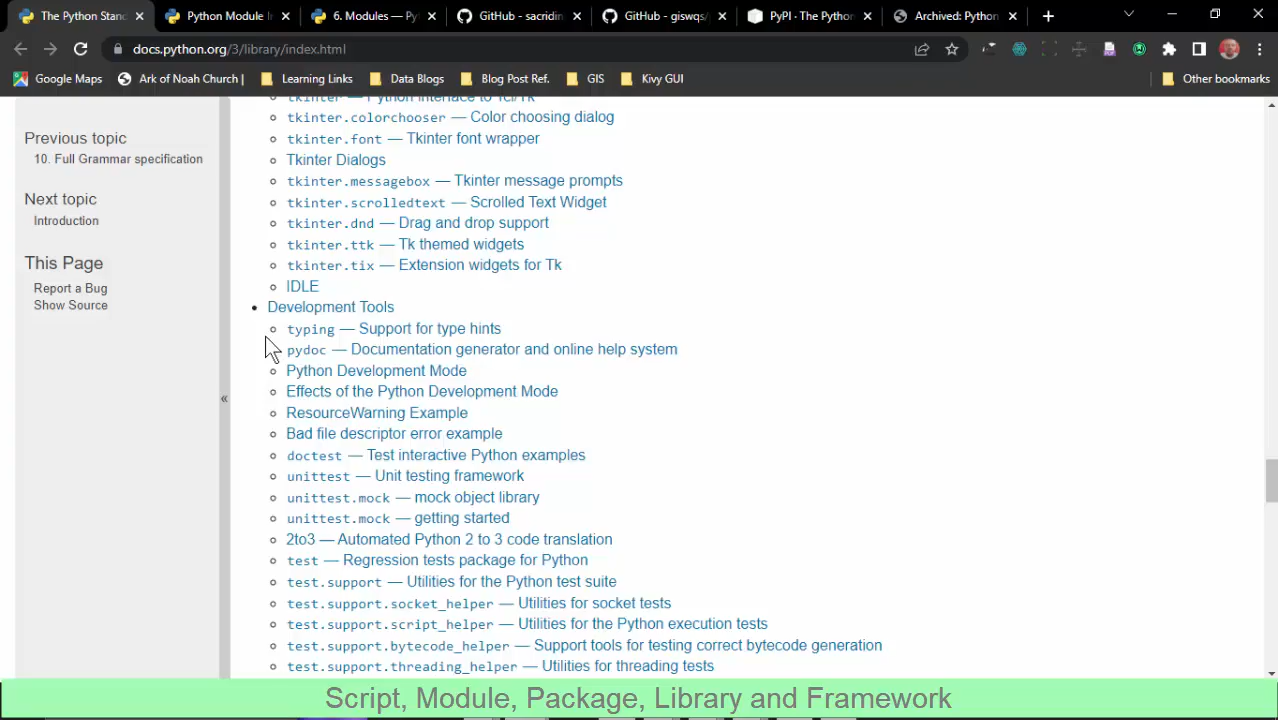 The Python Stand
Python Module I
6. Modules — Py
GitHub - sacridin
GitHub - giswqs/
PyPI · The Python
Archived: Python
docs.python.org/3/library/index.html
Google Maps
Ark of Noah Church |
Learning Links
Data Blogs
Blog Post Ref.
GIS
Kivy GUI
Other bookmarks
Previous topic
10. Full Grammar specification
Next topic
Introduction
This Page
Report a Bug
Show Source
«
tkinter — Python interface to Tcl/Tk
tkinter.colorchooser — Color choosing dialog
tkinter.font — Tkinter font wrapper
Tkinter Dialogs
tkinter.messagebox — Tkinter message prompts
tkinter.scrolledtext — Scrolled Text Widget
tkinter.dnd — Drag and drop support
tkinter.ttk — Tk themed widgets
tkinter.tix — Extension widgets for Tk
IDLE
Development Tools
typing — Support for type hints
pydoc — Documentation generator and online help system
Python Development Mode
Effects of the Python Development Mode
ResourceWarning Example
Bad file descriptor error example
doctest — Test interactive Python examples
unittest — Unit testing framework
unittest.mock — mock object library
unittest.mock — getting started
2to3 — Automated Python 2 to 3 code translation
test — Regression tests package for Python
test.support — Utilities for the Python test suite
test.support.socket_helper — Utilities for socket tests
test.support.script_helper — Utilities for the Python execution tests
test.support.bytecode_helper — Support tools for testing correct bytecode generation
test.support.threading_helper — Utilities for threading tests
Script, Module, Package, Library and Framework